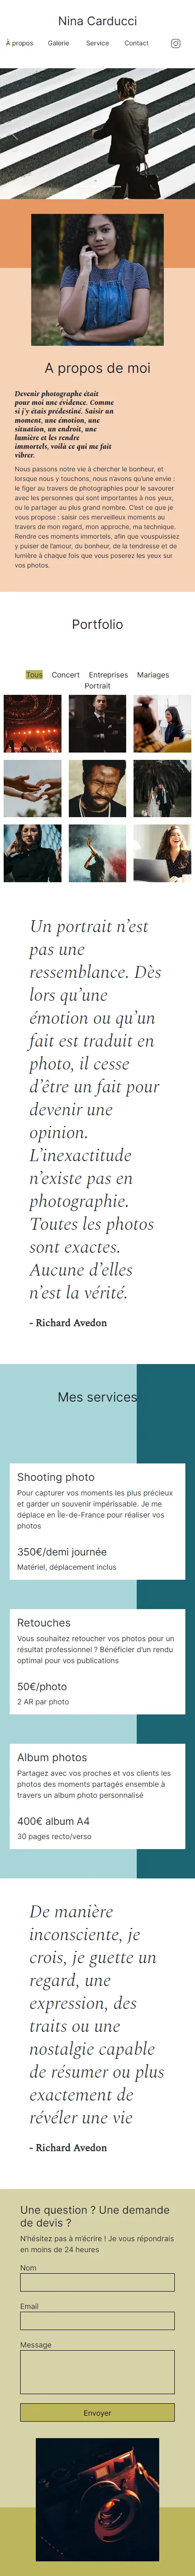 Nina Carducci
À propos Galerie Service Contact
A propos de moi
Devenir photographe était
pour moi une évidence. Comme
si j'y étais prédestiné. Saisir un
moment, une émotion, une
situation, un endroit, une
lumière et les rendre
immortels, voilà ce qui me fait
vibrer.
Nous passons notre vie à chercher le bonheur, et
lorsque nous y touchons, nous n'avons qu'une envie :
le figer au travers de photographies pour le savourer
avec les personnes qui sont importantes à nos yeux,
ou le partager au plus grand nombre. C'est ce que je
vous propose : saisir ces merveilleux moments au
travers de mon regard, mon approche, ma technique.
Rendre ces moments immortels, afin que vouspuissiez
y puiser de l'amour, du bonheur, de la tendresse et de
lumière à chaque fois que vous poserez les yeux sur
vos photos.
Portfolio
Tous Concert Entreprises Mariages
Portrait
Un portrait n'est
pas une
ressemblance. Dès
lors qu'une
émotion ou qu'un
fait est traduit en
photo, il cesse
d'être un fait pour
devenir une
opinion.
L'inexactitude
n'existe pas en
photographie.
Toutes les photos
sont exactes.
Aucune d'elles
n'est la vérité.
- Richard Avedon
Mes services
Shooting photo
Pour capturer vos moments les plus précieux
et garder un souvenir impérissable. Je me
déplace en Île-de-France pour réaliser vos
photos
350€/demi journée
Matériel, déplacement inclus
Retouches
Vous souhaitez retoucher vos photos pour un
résultat professionnel ? Bénéficier d'un rendu
optimal pour vos publications
50€/photo
2 AR par photo
Album photos
Partagez avec vos proches et vos clients les
photos des moments partagés ensemble à
travers un album photo personnalisé
400€ album A4
30 pages recto/verso
De manière
inconsciente, je
crois, je guette un
regard, une
expression, des
traits ou une
nostalgie capable
de résumer ou plus
exactement de
révéler une vie
- Richard Avedon
Une question ? Une demande
de devis ?
N'hésitez pas à m'écrire ! Je vous répondrais
en moins de 24 heures
Nom
Email
Message
Envoyer